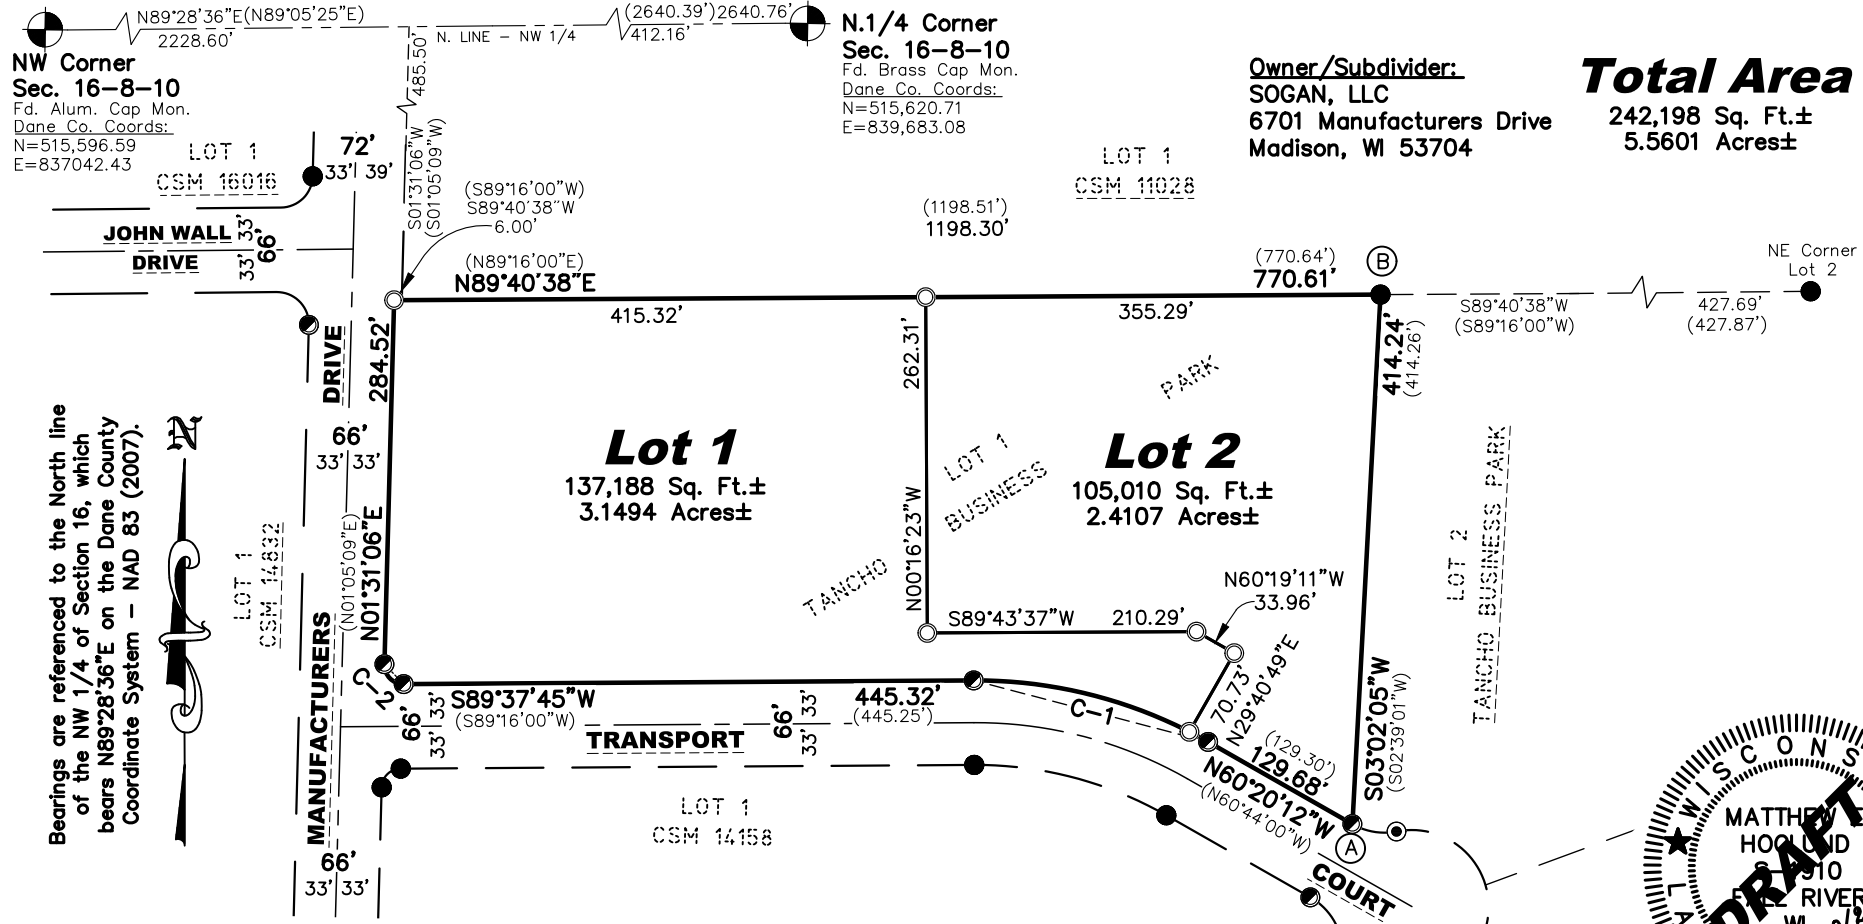 N89°28'36"E(N89°05'25"E)
2228.60'
N. LINE - NW 1/4
(2640.39')2640.76'
412.16'
NW Corner
Sec. 16-8-10
Fd. Alum. Cap Mon.
Dane Co. Coords:
N=515,596.59
E=837042.43
N.1/4 Corner
Sec. 16-8-10
Fd. Brass Cap Mon.
Dane Co. Coords:
N=515,620.71
E=839,683.08
Owner/Subdivider:
SOGAN, LLC
6701 Manufacturers Drive
Madison, WI 53704
Total Area
242,198 Sq. Ft.±
5.5601 Acres±
LOT 1
CSM 16016
72'
33' 39'
485.50'
S01°31'06"W
(S01°05'09"W)
(S89°16'00"W)
S89°40'38"W
6.00'
LOT 1
CSM 11028
(1198.51')
1198.30'
JOHN WALL
DRIVE
33'
66'
33'
(N89°16'00"E)
N89°40'38"E
415.32'
355.29'
(770.64')
770.61'
B
S89°40'38"W
(S89°16'00"W)
427.69'
(427.87')
NE Corner
Lot 2
DRIVE
284.52'
262.31'
414.24'
(414.26')
66'
33' 33'
Lot 1
137,188 Sq. Ft.±
3.1494 Acres±
Lot 2
105,010 Sq. Ft.±
2.4107 Acres±
LOT 1
TANCHO
BUSINESS
PARK
N
Bearings are referenced to the North line
of the NW 1/4 of Section 16, which
bears N89°28'36"E on the Dane County
Coordinate System - NAD 83 (2007).
LOT 1
CSM 14832
MANUFACTURERS
(N01°05'09"E)
N01°31'06"E
N00°16'23"W
S89°43'37"W
210.29'
N60°19'11"W
33.96'
70.73'
N29°40'49"E
LOT 2
TANCHO BUSINESS PARK
S03°02'05"W
(S02°39'01"W)
C-2
S89°37'45"W
(S89°16'00"W)
445.32'
(445.25')
C-1
66'
33' 33'
66'
33' 33'
TRANSPORT
(129.30')
129.68'
N60°20'12"W
(N60°44'00"W)
A
COURT
LOT 1
CSM 14158
66'
33' 33'
WISCONS
MATTHEW
HOGLUND
FALL RIVER
WI
LA
DRAFT